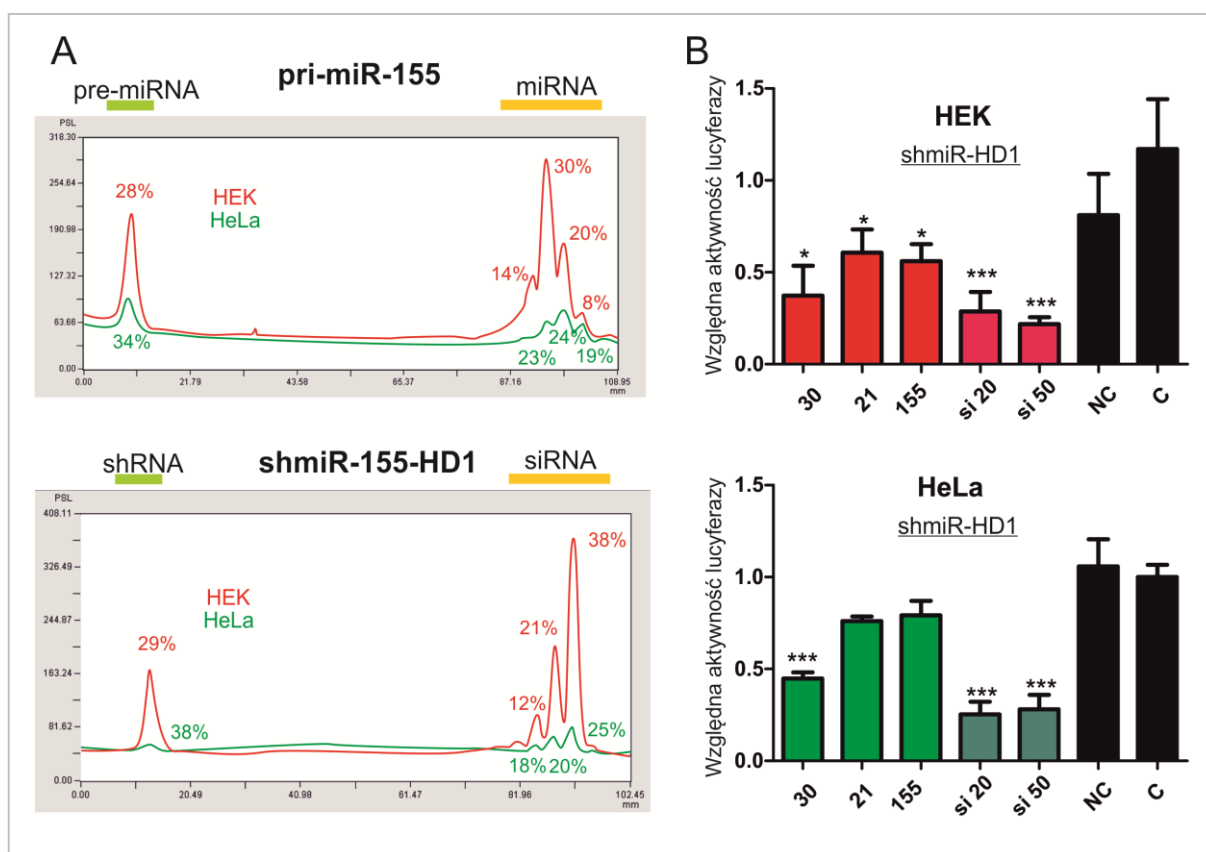 A
pri-miR-155
pre-miRNA
miRNA
PSL
318.30
254.64
190.98
127.32
63.66
0.00
0.00 21.79 43.58 65.37 87.16 108.95
mm
HEK
HeLa
28%
34%
14%
30%
20%
8%
23%
24%
19%
shRNA
shmiR-155-HD1
siRNA
PSL
408.11
326.49
244.87
163.24
81.62
0.00
0.00 20.49 40.98 61.47 81.96 102.45
mm
HEK
HeLa
29%
38%
12%
21%
38%
18%
20%
25%
B
HEK
shmiR-HD1
Względna aktywność lucyferazy
1.5
1.0
0.5
0.0
* * * *** ***
30 21 155 si 20 si 50 NC C
HeLa
shmiR-HD1
Względna aktywność lucyferazy
1.5
1.0
0.5
0.0
*** *** ***
30 21 155 si 20 si 50 NC C